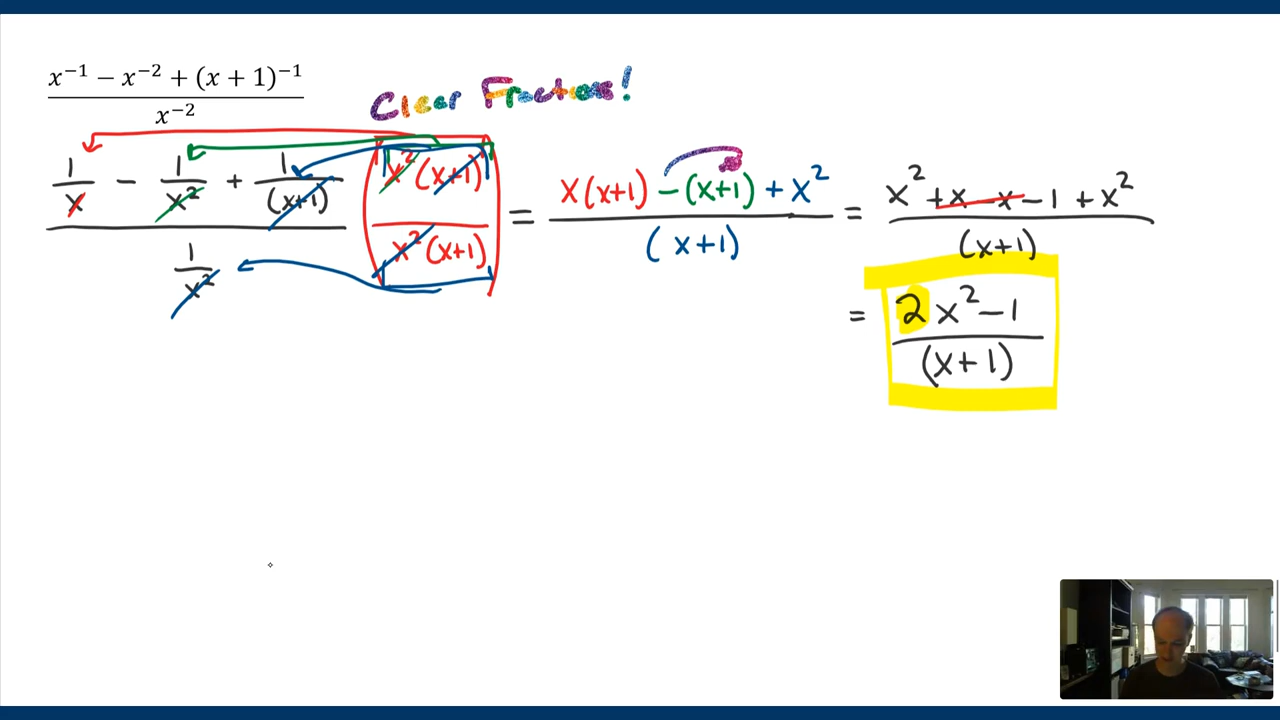 x⁻¹ − x⁻² + (x + 1)⁻¹
x⁻²
Clear Fractions!
1/x − 1/x² + 1/(x+1) x²(x+1)
1/x² x²(x+1)
= x(x+1) −(x+1) + x²
(x+1)
= x² +x −x −1 + x²
(x+1)
= 2x² − 1
(x+1)